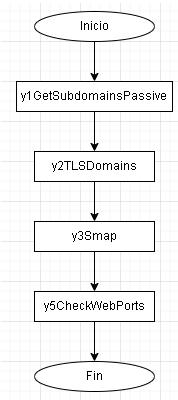 Inicio
y1GetSubdomainsPassive
y2TLSDomains
y3Smap
y5CheckWebPorts
Fin